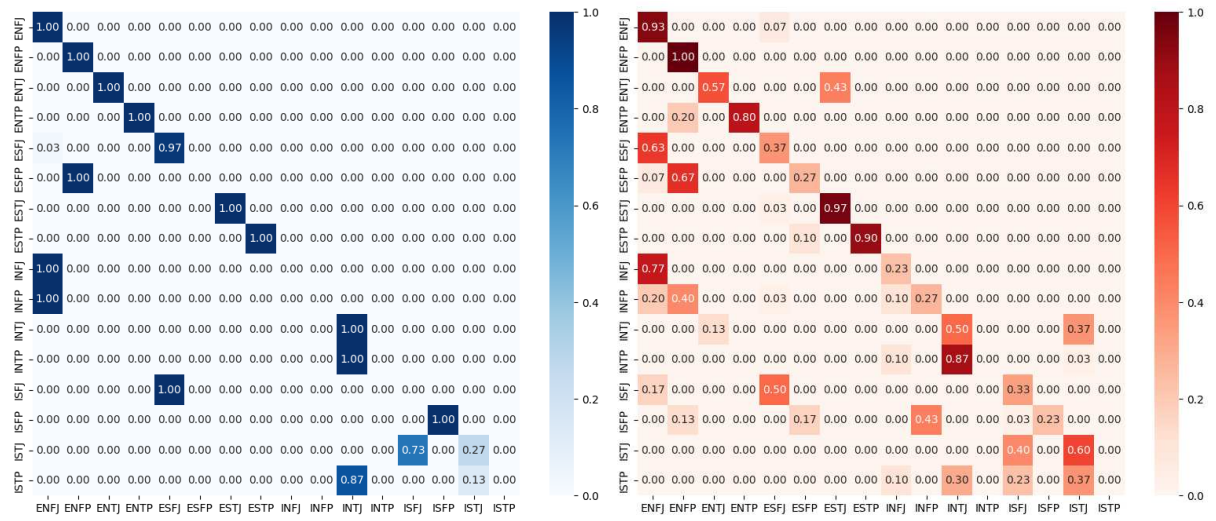 ENFJ 1.00 0.00 0.00 0.00 0.00 0.00 0.00 0.00 0.00 0.00 0.00 0.00 0.00 0.00 0.00 0.00
ENFP 0.00 1.00 0.00 0.00 0.00 0.00 0.00 0.00 0.00 0.00 0.00 0.00 0.00 0.00 0.00 0.00
ENTJ 0.00 0.00 1.00 0.00 0.00 0.00 0.00 0.00 0.00 0.00 0.00 0.00 0.00 0.00 0.00 0.00
ENTP 0.00 0.00 0.00 1.00 0.00 0.00 0.00 0.00 0.00 0.00 0.00 0.00 0.00 0.00 0.00 0.00
ESFJ 0.03 0.00 0.00 0.00 0.97 0.00 0.00 0.00 0.00 0.00 0.00 0.00 0.00 0.00 0.00 0.00
ESFP 0.00 1.00 0.00 0.00 0.00 0.00 0.00 0.00 0.00 0.00 0.00 0.00 0.00 0.00 0.00 0.00
ESTJ 0.00 0.00 0.00 0.00 0.00 0.00 1.00 0.00 0.00 0.00 0.00 0.00 0.00 0.00 0.00 0.00
ESTP 0.00 0.00 0.00 0.00 0.00 0.00 0.00 1.00 0.00 0.00 0.00 0.00 0.00 0.00 0.00 0.00
INFJ 1.00 0.00 0.00 0.00 0.00 0.00 0.00 0.00 0.00 0.00 0.00 0.00 0.00 0.00 0.00 0.00
INFP 1.00 0.00 0.00 0.00 0.00 0.00 0.00 0.00 0.00 0.00 0.00 0.00 0.00 0.00 0.00 0.00
INTJ 0.00 0.00 0.00 0.00 0.00 0.00 0.00 0.00 0.00 0.00 1.00 0.00 0.00 0.00 0.00 0.00
INTP 0.00 0.00 0.00 0.00 0.00 0.00 0.00 0.00 0.00 0.00 1.00 0.00 0.00 0.00 0.00 0.00
ISFJ 0.00 0.00 0.00 0.00 1.00 0.00 0.00 0.00 0.00 0.00 0.00 0.00 0.00 0.00 0.00 0.00
ISFP 0.00 0.00 0.00 0.00 0.00 0.00 0.00 0.00 0.00 0.00 0.00 0.00 0.00 1.00 0.00 0.00
ISTJ 0.00 0.00 0.00 0.00 0.00 0.00 0.00 0.00 0.00 0.00 0.00 0.00 0.73 0.00 0.27 0.00
ISTP 0.00 0.00 0.00 0.00 0.00 0.00 0.00 0.00 0.00 0.00 0.87 0.00 0.00 0.00 0.13 0.00
ENFJ ENFP ENTJ ENTP ESFJ ESFP ESTJ ESTP INFJ INFP INTJ INTP ISFJ ISFP ISTJ ISTP
1.0
0.8
0.6
0.4
0.2
0.0
ENFJ 0.93 0.00 0.00 0.00 0.07 0.00 0.00 0.00 0.00 0.00 0.00 0.00 0.00 0.00 0.00 0.00
ENFP 0.00 1.00 0.00 0.00 0.00 0.00 0.00 0.00 0.00 0.00 0.00 0.00 0.00 0.00 0.00 0.00
ENTJ 0.00 0.00 0.57 0.00 0.00 0.00 0.43 0.00 0.00 0.00 0.00 0.00 0.00 0.00 0.00 0.00
ENTP 0.00 0.20 0.00 0.80 0.00 0.00 0.00 0.00 0.00 0.00 0.00 0.00 0.00 0.00 0.00 0.00
ESFJ 0.63 0.00 0.00 0.00 0.37 0.00 0.00 0.00 0.00 0.00 0.00 0.00 0.00 0.00 0.00 0.00
ESFP 0.07 0.67 0.00 0.00 0.00 0.27 0.00 0.00 0.00 0.00 0.00 0.00 0.00 0.00 0.00 0.00
ESTJ 0.00 0.00 0.00 0.00 0.03 0.00 0.97 0.00 0.00 0.00 0.00 0.00 0.00 0.00 0.00 0.00
ESTP 0.00 0.00 0.00 0.00 0.00 0.10 0.00 0.90 0.00 0.00 0.00 0.00 0.00 0.00 0.00 0.00
INFJ 0.77 0.00 0.00 0.00 0.00 0.00 0.00 0.00 0.23 0.00 0.00 0.00 0.00 0.00 0.00 0.00
INFP 0.20 0.40 0.00 0.00 0.03 0.00 0.00 0.00 0.10 0.27 0.00 0.00 0.00 0.00 0.00 0.00
INTJ 0.00 0.00 0.13 0.00 0.00 0.00 0.00 0.00 0.00 0.00 0.50 0.00 0.00 0.00 0.37 0.00
INTP 0.00 0.00 0.00 0.00 0.00 0.00 0.00 0.00 0.10 0.00 0.87 0.00 0.00 0.00 0.03 0.00
ISFJ 0.17 0.00 0.00 0.00 0.50 0.00 0.00 0.00 0.00 0.00 0.00 0.00 0.33 0.00 0.00 0.00
ISFP 0.00 0.13 0.00 0.00 0.00 0.17 0.00 0.00 0.00 0.43 0.00 0.00 0.03 0.23 0.00 0.00
ISTJ 0.00 0.00 0.00 0.00 0.00 0.00 0.00 0.00 0.00 0.00 0.00 0.00 0.40 0.00 0.60 0.00
ISTP 0.00 0.00 0.00 0.00 0.00 0.00 0.00 0.00 0.10 0.00 0.30 0.00 0.23 0.00 0.37 0.00
ENFJ ENFP ENTJ ENTP ESFJ ESFP ESTJ ESTP INFJ INFP INTJ INTP ISFJ ISFP ISTJ ISTP
1.0
0.8
0.6
0.4
0.2
0.0